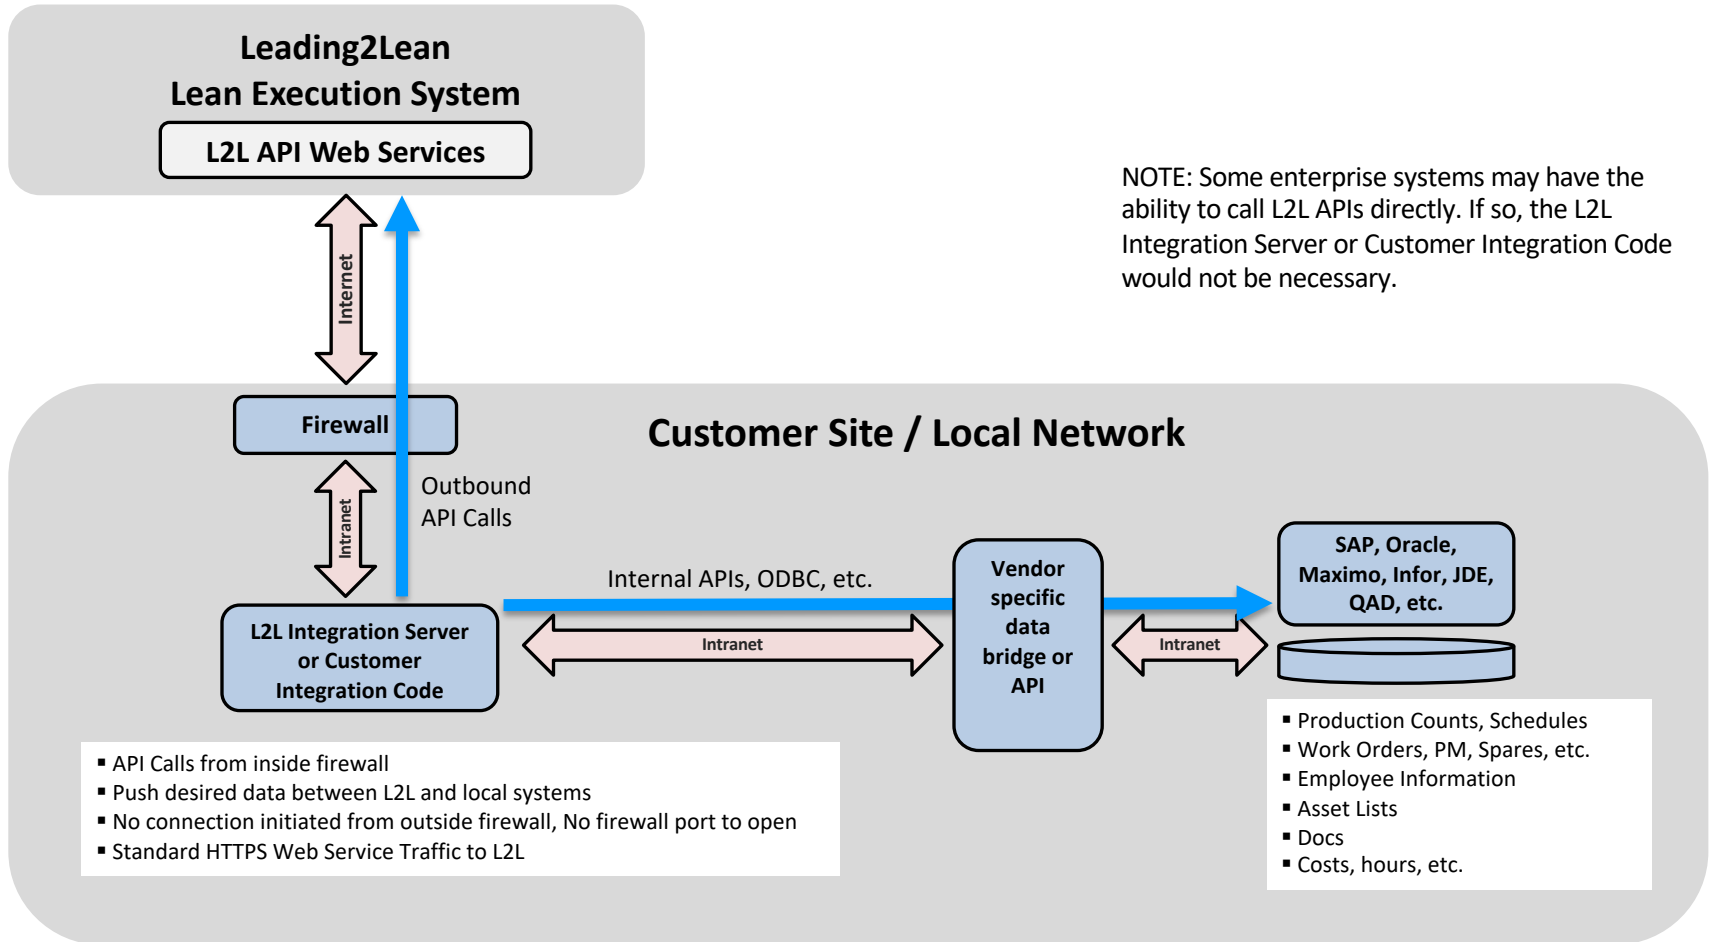 Leading2Lean
Lean Execution System
L2L API Web Services
NOTE: Some enterprise systems may have the
ability to call L2L APIs directly. If so, the L2L
Integration Server or Customer Integration Code
would not be necessary.
Internet
Firewall
Customer Site / Local Network
Intranet
Outbound
API Calls
L2L Integration Server
or Customer
Integration Code
Internal APIs, ODBC, etc.
Intranet
Vendor
specific
data
bridge or
API
Intranet
SAP, Oracle,
Maximo, Infor, JDE,
QAD, etc.
▪ API Calls from inside firewall
▪ Push desired data between L2L and local systems
▪ No connection initiated from outside firewall, No firewall port to open
▪ Standard HTTPS Web Service Traffic to L2L
▪ Production Counts, Schedules
▪ Work Orders, PM, Spares, etc.
▪ Employee Information
▪ Asset Lists
▪ Docs
▪ Costs, hours, etc.